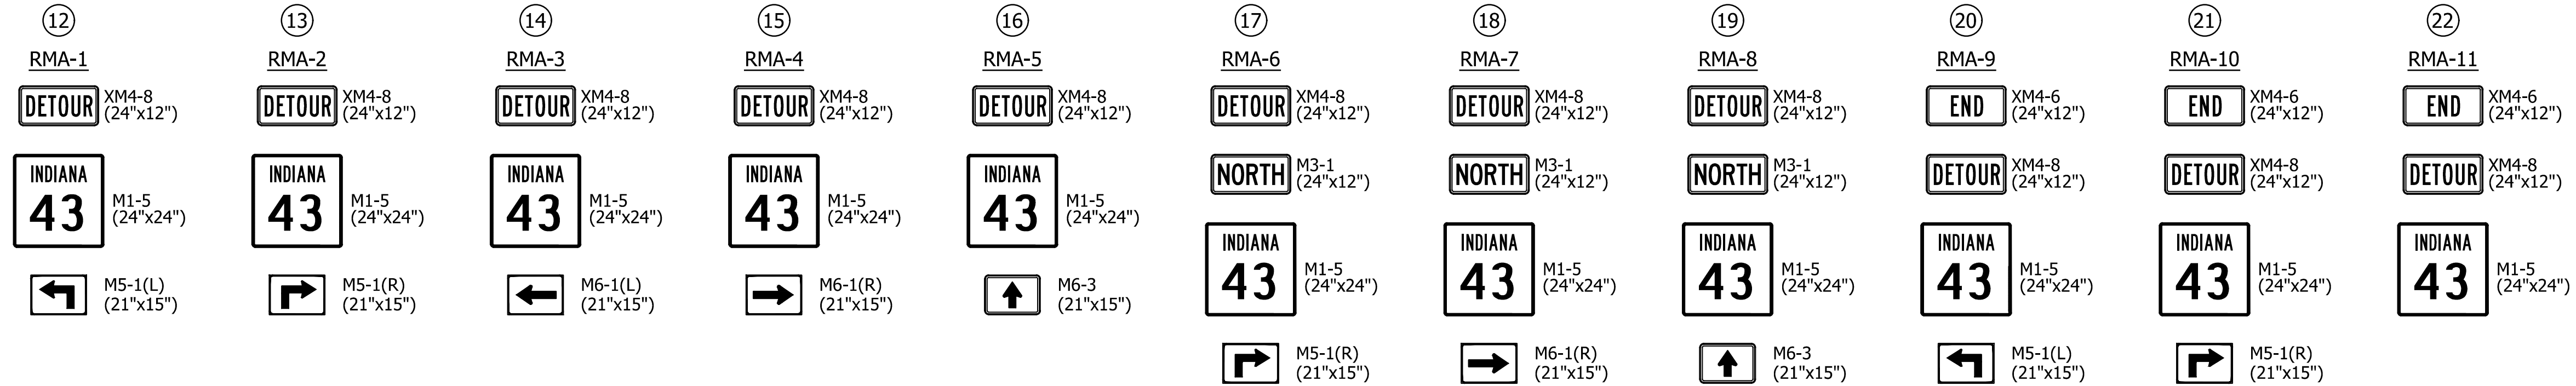 12
RMA-1
DETOUR
XM4-8
(24"x12")
INDIANA
43
M1-5
(24"x24")
M5-1(L)
(21"x15")
13
RMA-2
DETOUR
XM4-8
(24"x12")
INDIANA
43
M1-5
(24"x24")
M5-1(R)
(21"x15")
14
RMA-3
DETOUR
XM4-8
(24"x12")
INDIANA
43
M1-5
(24"x24")
M6-1(L)
(21"x15")
15
RMA-4
DETOUR
XM4-8
(24"x12")
INDIANA
43
M1-5
(24"x24")
M6-1(R)
(21"x15")
16
RMA-5
DETOUR
XM4-8
(24"x12")
INDIANA
43
M1-5
(24"x24")
M6-3
(21"x15")
17
RMA-6
DETOUR
XM4-8
(24"x12")
NORTH
M3-1
(24"x12")
INDIANA
43
M1-5
(24"x24")
M5-1(R)
(21"x15")
18
RMA-7
DETOUR
XM4-8
(24"x12")
NORTH
M3-1
(24"x12")
INDIANA
43
M1-5
(24"x24")
M6-1(R)
(21"x15")
19
RMA-8
DETOUR
XM4-8
(24"x12")
NORTH
M3-1
(24"x12")
INDIANA
43
M1-5
(24"x24")
M6-3
(21"x15")
20
RMA-9
END
XM4-6
(24"x12")
DETOUR
XM4-8
(24"x12")
INDIANA
43
M1-5
(24"x24")
M5-1(L)
(21"x15")
21
RMA-10
END
XM4-6
(24"x12")
DETOUR
XM4-8
(24"x12")
INDIANA
43
M1-5
(24"x24")
M5-1(R)
(21"x15")
22
RMA-11
END
XM4-6
(24"x12")
DETOUR
XM4-8
(24"x12")
INDIANA
43
M1-5
(24"x24")